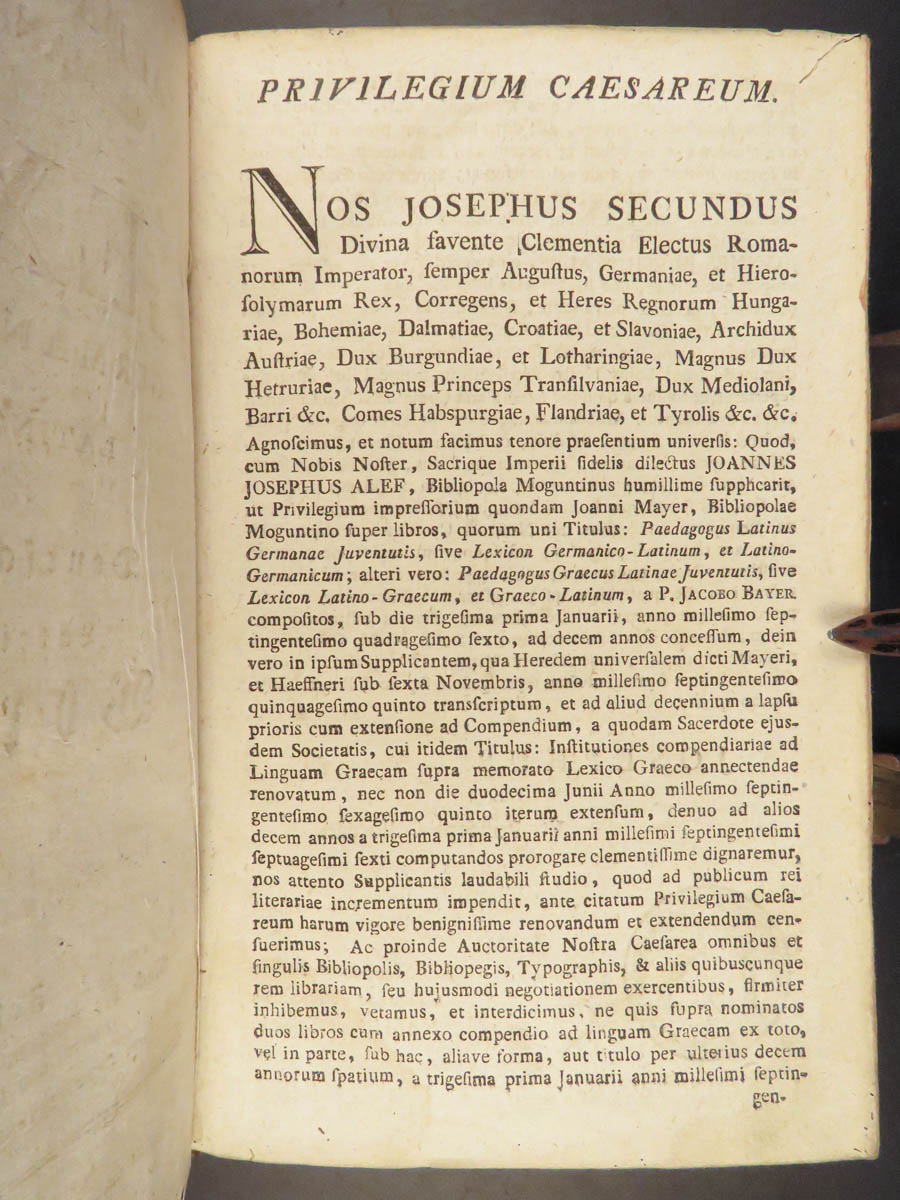 PRIVILEGIUM CAESAREUM.
NOS JOSEPHUS SECUNDUS
Divina favente Clementia Electus Roma-
norum Imperator, ſemper Auguſtus, Germaniae, et Hiero-
ſolymarum Rex, Corregens, et Heres Regnorum Hunga-
riae, Bohemiae, Dalmatiae, Croatiae, et Slavoniae, Archidux
Auſtriae, Dux Burgundiae, et Lotharingiae, Magnus Dux
Hetruriae, Magnus Princeps Tranſilvaniae, Dux Mediolani,
Barri &c. Comes Habspurgiae, Flandriae, et Tyrolis &c. &c.
Agnoſcimus, et notum facimus tenore praeſentium univerſis: Quod,
cum Nobis Noſter, Sacrique Imperii fidelis dilectus JOANNES
JOSEPHUS ALEF, Bibliopola Moguntinus humillime ſupplicarit,
ut Privilegium impreſſorium quondam Joanni Mayer, Bibliopolae
Moguntino ſuper libros, quorum uni Titulus: Paedagogus Latinus
Germanae Juventutis, ſive Lexicon Germanico-Latinum, et Latino-
Germanicum; alteri vero: Paedagogus Graecus Latinae Juventutis, ſive
Lexicon Latino-Graecum, et Graeco-Latinum, a P. JACOBO BAYER
compoſitos, ſub die trigeſima prima Januarii, anno milleſimo ſep-
tingenteſimo quadrageſimo ſexto, ad decem annos conceſſum, dein
vero in ipſum Supplicantem, qua Heredem univerſalem dicti Mayeri,
et Haeffneri ſub ſexta Novembris, anno milleſimo ſeptingenteſimo
quinquageſimo quinto transcriptum, et ad aliud decennium a lapſu
prioris cum extenſione ad Compendium, a quodam Sacerdote ejus-
dem Societatis, cui itidem Titulus: Inſtitutiones compendiariae ad
Linguam Graecam ſupra memorato Lexico Graeco annectendae
renovatum, nec non die duodecima Junii Anno milleſimo ſeptin-
genteſimo ſexageſimo quinto iterum extenſum, denuo ad alios
decem annos a trigeſima prima Januarii anni milleſimi ſeptingenteſimi
ſeptuageſimi ſexti computandos prorogare clementiſſime dignaremur,
nos attento Supplicantis laudabili ſtudio, quod ad publicum rei
literariae incrementum impendit, ante citatum Privilegium Caeſa-
reum harum vigore benigniſſime renovandum et extendendum cen-
ſuerimus; Ac proinde Auctoritate Noſtra Caeſarea omnibus et
ſingulis Bibliopolis, Bibliopegis, Typographis, & aliis quibuscunque
rem librariam, ſeu hujusmodi negotiationem exercentibus, firmiter
inhibemus, vetamus, et interdicimus, ne quis ſupra nominatos
duos libros cum annexo compendio ad linguam Graecam ex toto,
vel in parte, ſub hac, aliave forma, aut titulo per ulterius decem
annorum ſpatium, a trigeſima prima Januarii anni milleſimi ſeptin-
gen-